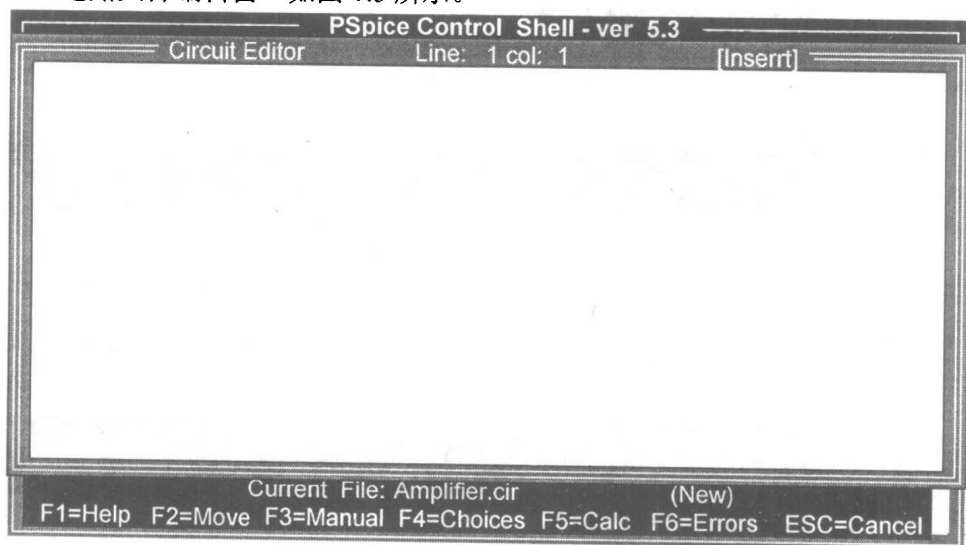 PSpice Control Shell - ver 5.3
Circuit Editor Line: 1 col: 1 [Inserrt]
Current File: Amplifier.cir (New)
F1=Help F2=Move F3=Manual F4=Choices F5=Calc F6=Errors ESC=Cancel